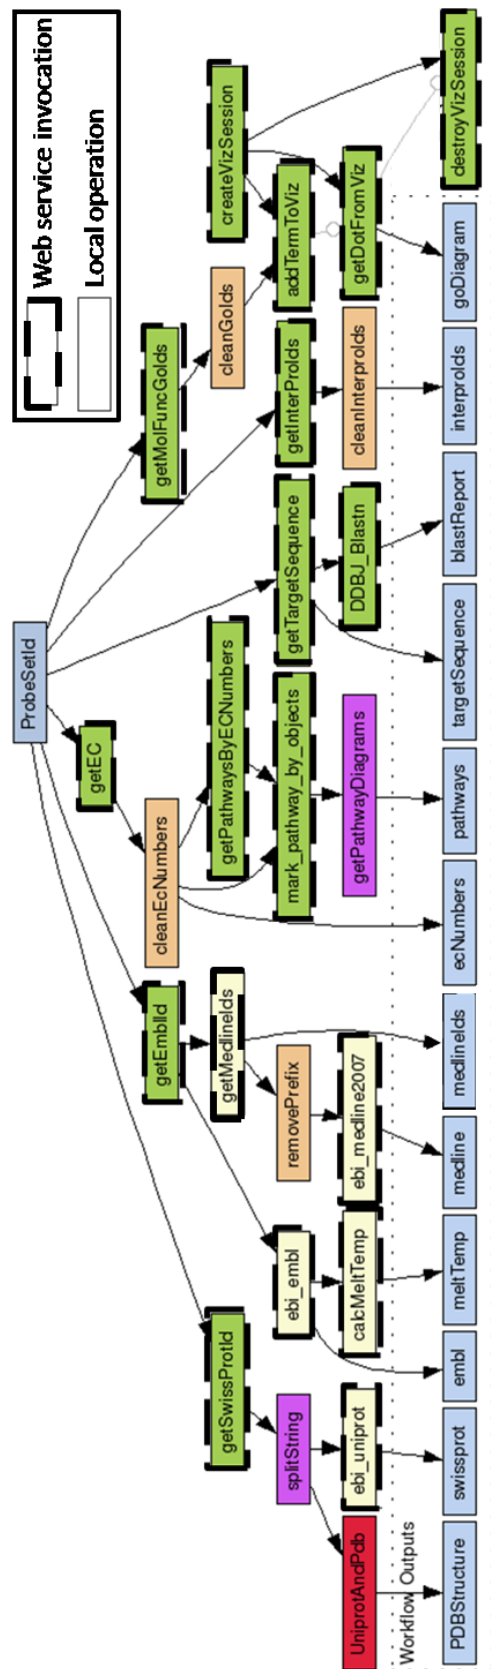 Web service invocation
Local operation
ProbeSetId
getEC
cleanEcNumbers
getEmblId
getMolFuncGoIds
getSwissProtId
getMedlineIds
getPathwaysByECNumbers
cleanGoIds
createVizSession
splitString
ebi_embl
removePrefix
mark_pathway_by_objects
getTargetSequence
getInterProIds
addTermToViz
UniprotAndPdb
ebi_uniprot
calcMeltTemp
ebi_medline2007
getPathwayDiagrams
DDBJ_Blastn
cleanInterproIds
getDotFromViz
Workflow Outputs
PDBStructure
swissprot
embl
meltTemp
medline
medlineIds
ecNumbers
pathways
targetSequence
blastReport
interproIds
goDiagram
destroyVizSession